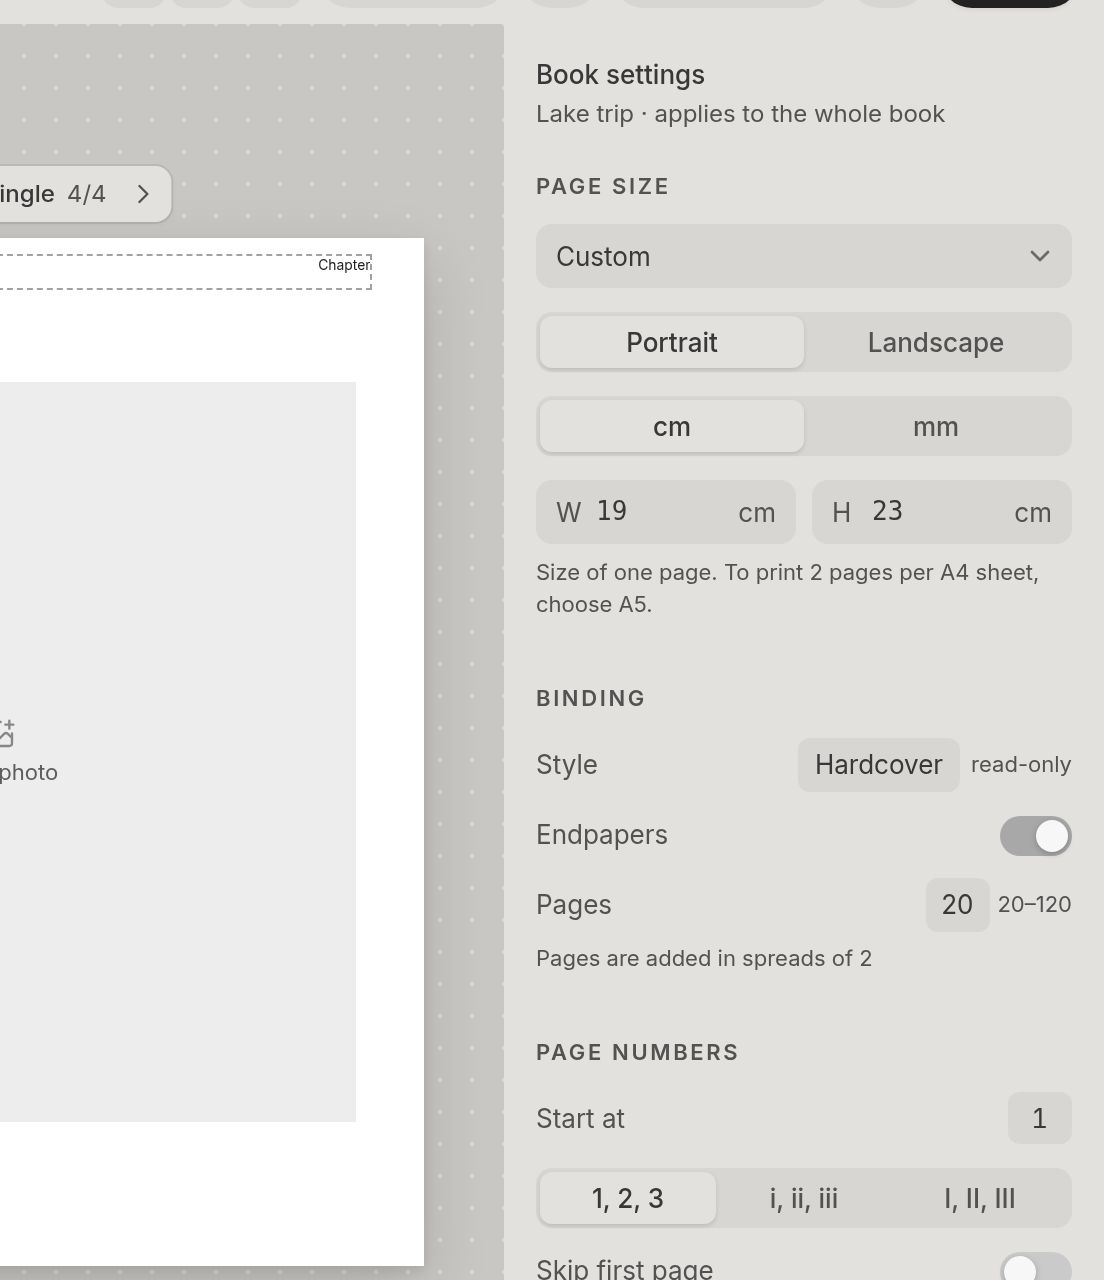 ingle 4/4
Chapter
photo
Book settings
Lake trip · applies to the whole book
PAGE SIZE
Custom
Portrait Landscape
cm mm
W 19 cm H 23 cm
Size of one page. To print 2 pages per A4 sheet,
choose A5.
BINDING
Style Hardcover read-only
Endpapers
Pages 20 20–120
Pages are added in spreads of 2
PAGE NUMBERS
Start at 1
1, 2, 3 i, ii, iii I, II, III
Skip first page